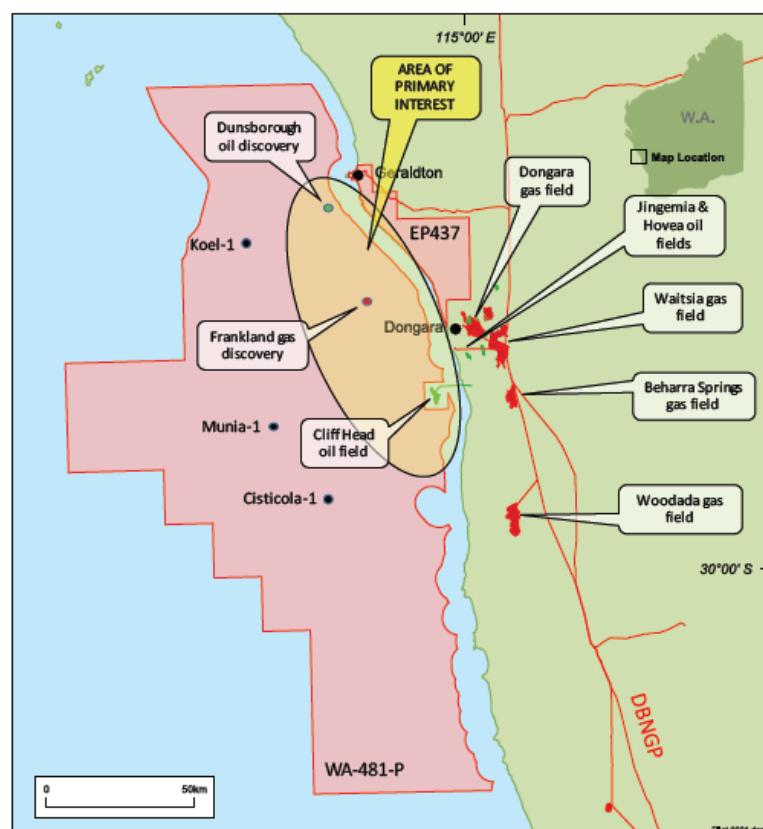 115°00' E
AREA OF
PRIMARY
INTEREST
W.A.
Map Location
Dunsborough
oil discovery
Geraldton
Dongara
gas field
Jingemia &
Hovea oil
fields
EP437
Koel-1
Waitsia gas
field
Dongara
Frankland gas
discovery
Beharra Springs
gas field
Munia-1
Cliff Head
oil field
Cisticola-1
Woodada gas
field
30°00' S
DBNGP
WA-481-P
0 50km